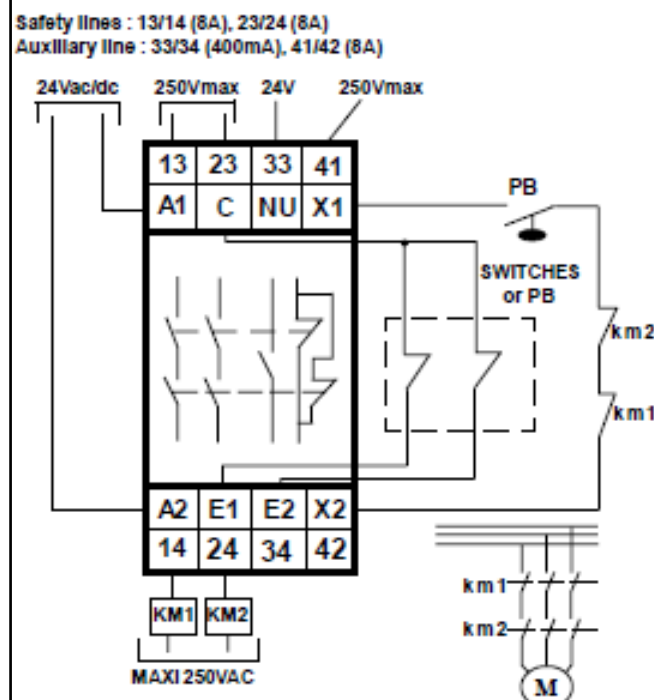 Safety lines : 13/14 (8A), 23/24 (8A)
Auxiliary line : 33/34 (400mA), 41/42 (8A)
24Vac/dc 250Vmax 24V 250Vmax
13 23 33 41
A1 C NU X1
PB
SWITCHES
or PB
km2
km1
A2 E1 E2 X2
14 24 34 42
KM1 KM2
MAXI 250VAC
km1
km2
M